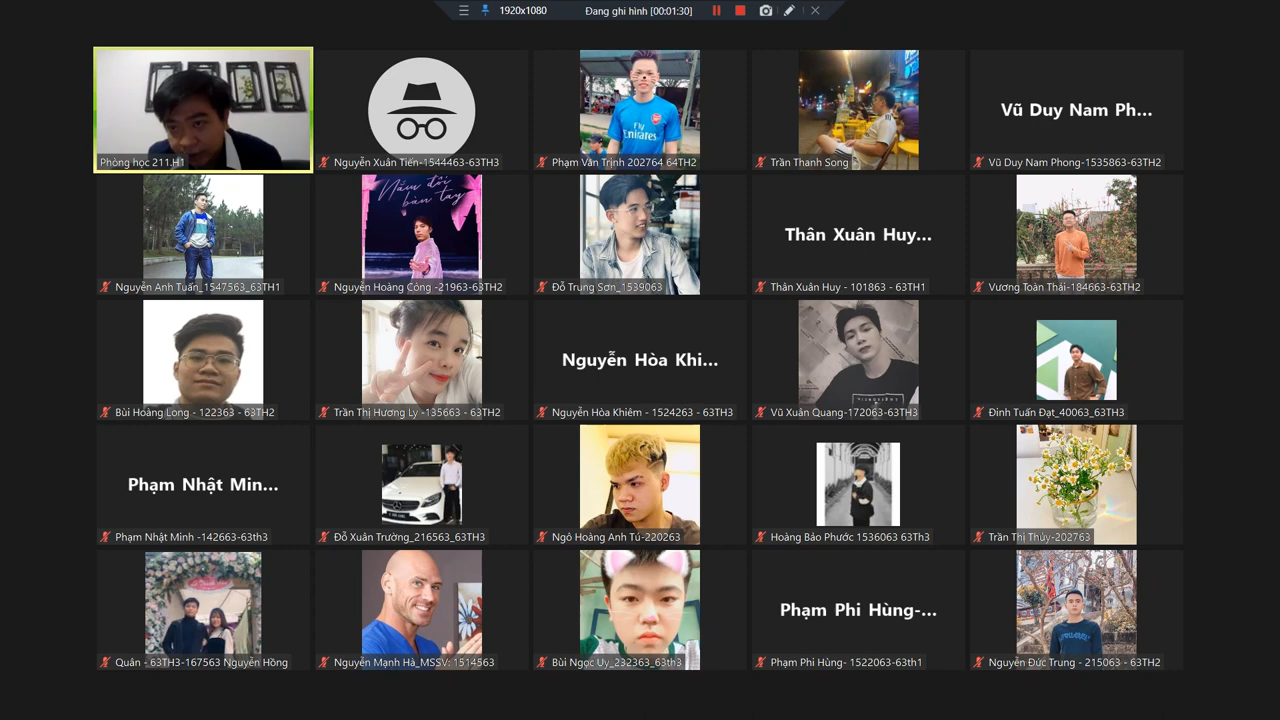 1920x1080 Đang ghi hình [00:01:30]
Phòng học 211.H1
Nguyễn Xuân Tiến-1544463-63TH3
Fly
Emirates
Phạm Văn Trịnh 202764 64TH2
Trần Thanh Song
Vũ Duy Nam Ph...
Vũ Duy Nam Phong-1535863-63TH2
Nguyễn Anh Tuấn_1547563_63TH1
Nắm đôi
bàn tay
Nguyễn Hoàng Công -21963-63TH2
Đỗ Trung Sơn_1539063
Thân Xuân Huy...
Thân Xuân Huy - 101863 - 63TH1
Vương Toàn Thái-184663-63TH2
Bùi Hoàng Long - 122363 - 63TH2
Trần Thị Hương Ly -135663 - 63TH2
Nguyễn Hòa Khi...
Nguyễn Hòa Khiêm - 1524263 - 63TH3
Vũ Xuân Quang-172063-63TH3
Đinh Tuấn Đạt_40063_63TH3
Phạm Nhật Min...
Phạm Nhật Minh -142663-63th3
Đỗ Xuân Trường_216563_63TH3
Ngô Hoàng Anh Tú-220263
Hoàng Bảo Phước 1536063 63Th3
Trần Thị Thủy-202763
Quân - 63TH3-167563 Nguyễn Hồng
Nguyễn Mạnh Hà_MSSV: 1514563
Bùi Ngọc Uy_232363_63th3
Phạm Phi Hùng-...
Phạm Phi Hùng- 1522063-63th1
Nguyễn Đức Trung - 215063 - 63TH2